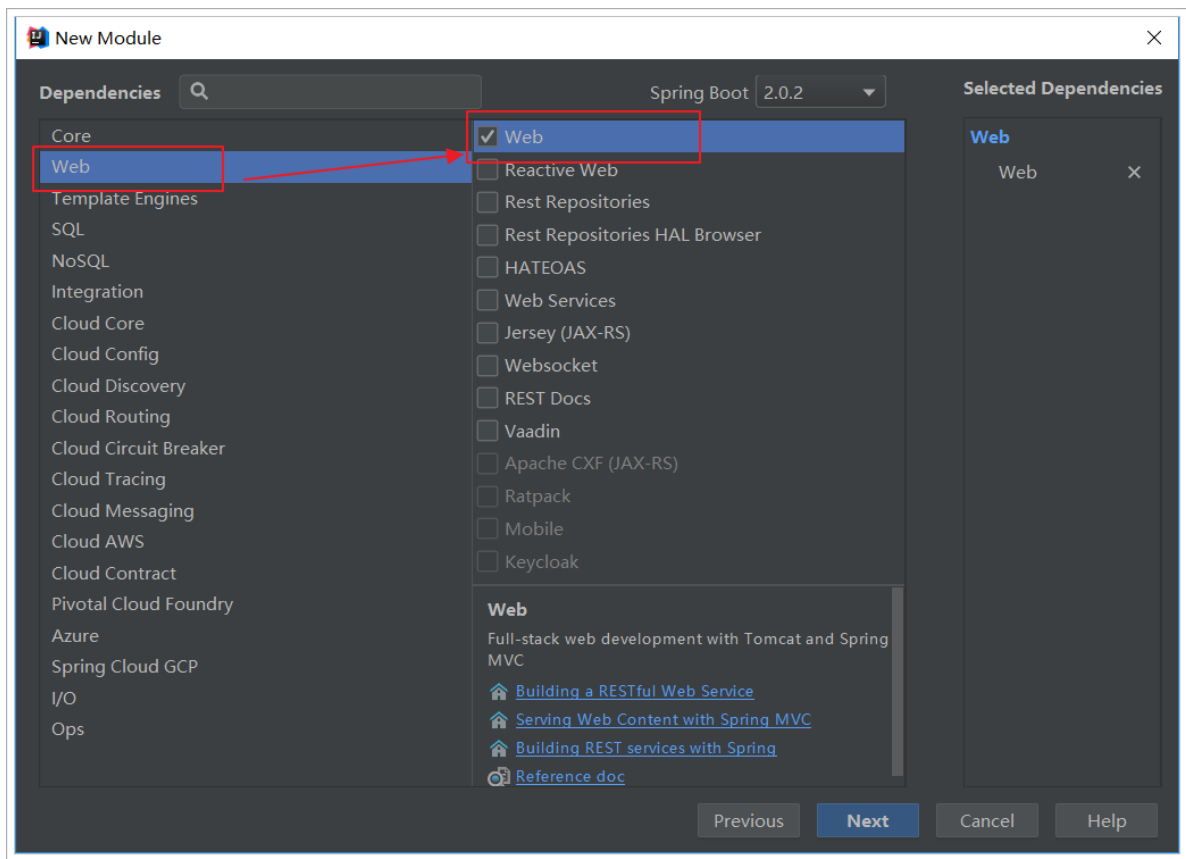 New Module
Dependencies
Spring Boot 2.0.2
Selected Dependencies
Core
Web
Template Engines
SQL
NoSQL
Integration
Cloud Core
Cloud Config
Cloud Discovery
Cloud Routing
Cloud Circuit Breaker
Cloud Tracing
Cloud Messaging
Cloud AWS
Cloud Contract
Pivotal Cloud Foundry
Azure
Spring Cloud GCP
I/O
Ops
Web
Reactive Web
Rest Repositories
Rest Repositories HAL Browser
HATEOAS
Web Services
Jersey (JAX-RS)
Websocket
REST Docs
Vaadin
Apache CXF (JAX-RS)
Ratpack
Mobile
Keycloak
Web
Full-stack web development with Tomcat and Spring
MVC
Building a RESTful Web Service
Serving Web Content with Spring MVC
Building REST services with Spring
Reference doc
Web
Web
Previous
Next
Cancel
Help